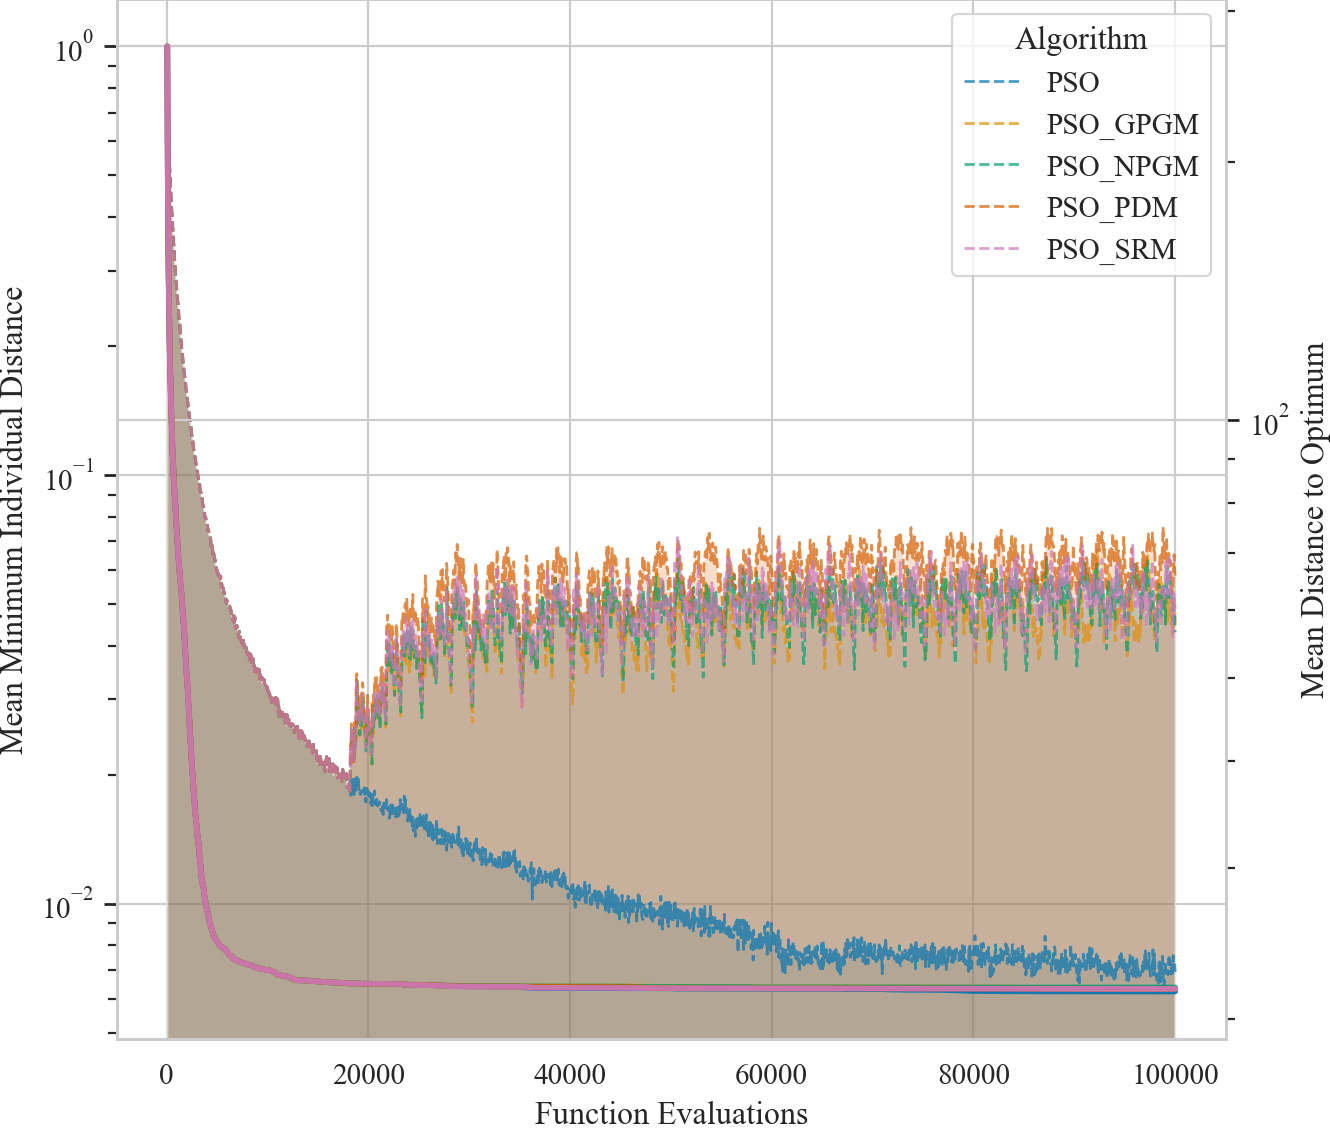 Algorithm
PSO
PSO_GPGM
PSO_NPGM
PSO_PDM
PSO_SRM
10^0
10^−1
10^−2
Mean Minimum Individual Distance
10^2
Mean Distance to Optimum
0 20000 40000 60000 80000 100000
Function Evaluations